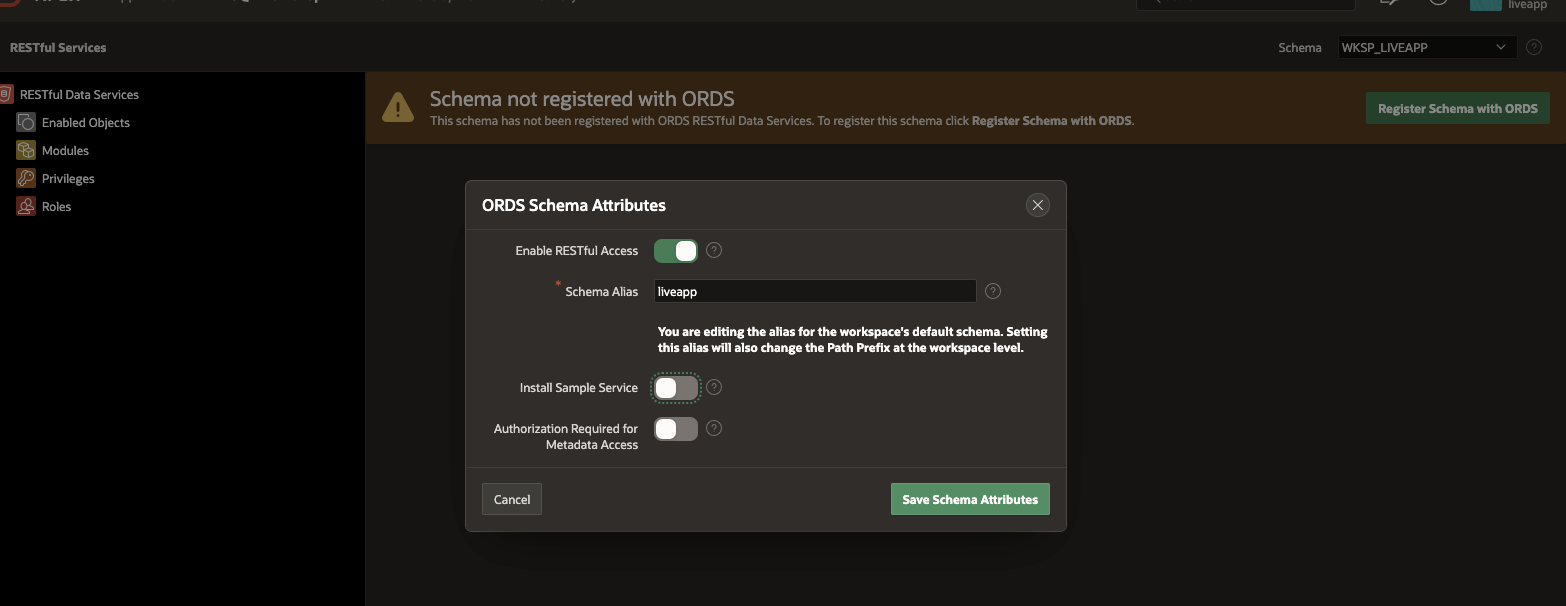 liveapp
RESTful Services
Schema
WKSP_LIVEAPP
RESTful Data Services
Enabled Objects
Modules
Privileges
Roles
Schema not registered with ORDS
This schema has not been registered with ORDS RESTful Data Services. To register this schema click Register Schema with ORDS.
Register Schema with ORDS
ORDS Schema Attributes
Enable RESTful Access
* Schema Alias
liveapp
You are editing the alias for the workspace's default schema. Setting
this alias will also change the Path Prefix at the workspace level.
Install Sample Service
Authorization Required for
Metadata Access
Cancel
Save Schema Attributes